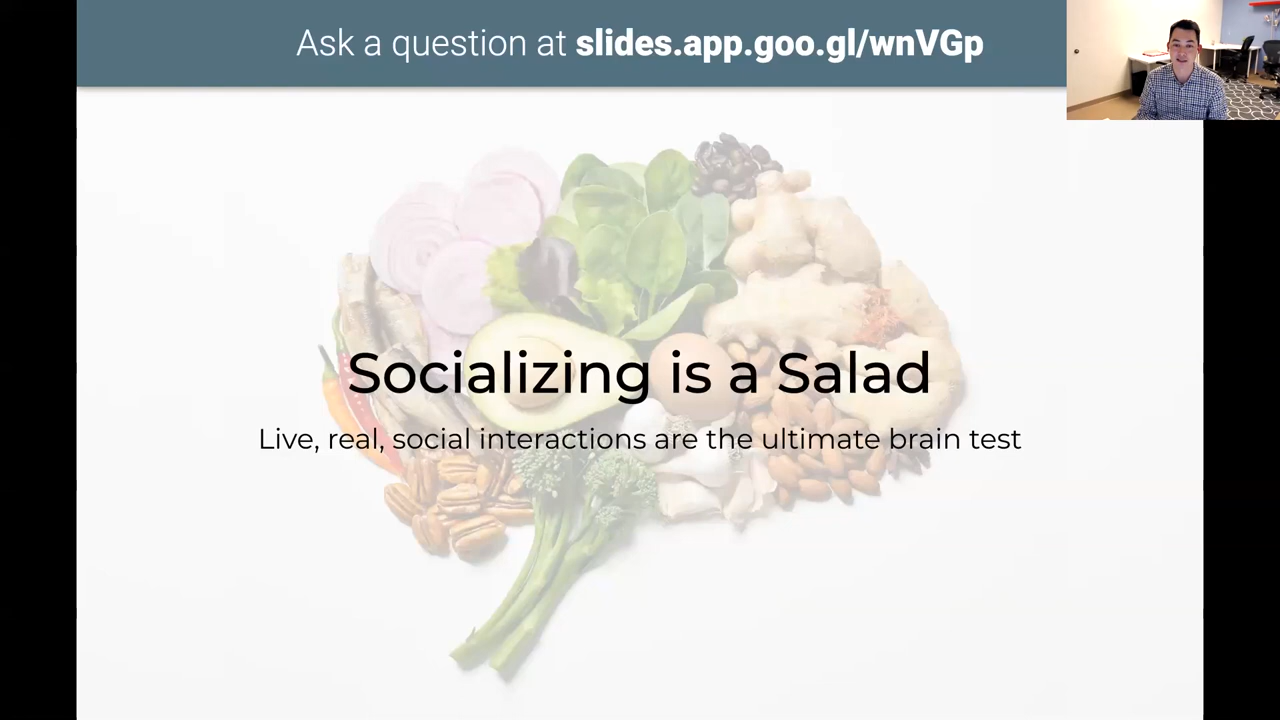 Ask a question at slides.app.goo.gl/wnVGp
Socializing is a Salad
Live, real, social interactions are the ultimate brain test